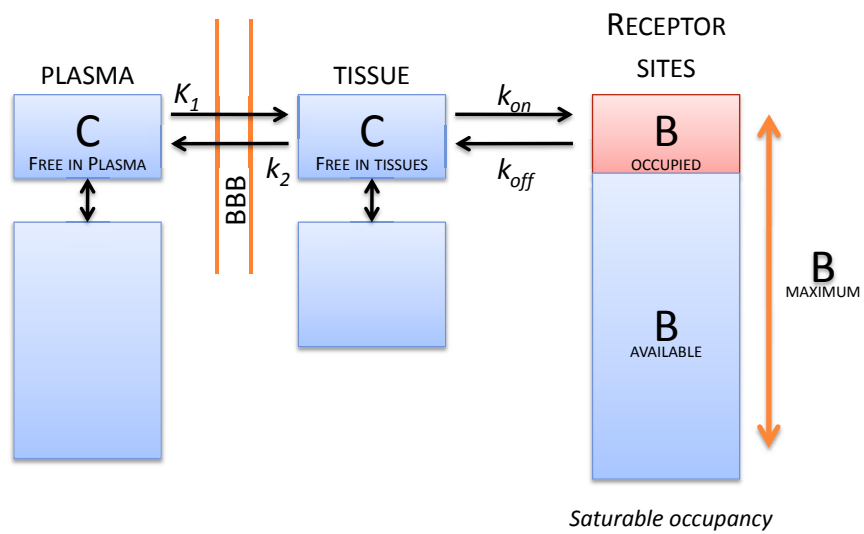 RECEPTOR
SITES
PLASMA
TISSUE
K1
kon
C
FREE IN PLASMA
C
FREE IN TISSUES
B
OCCUPIED
k2
koff
BBB
B
MAXIMUM
B
AVAILABLE
Saturable occupancy